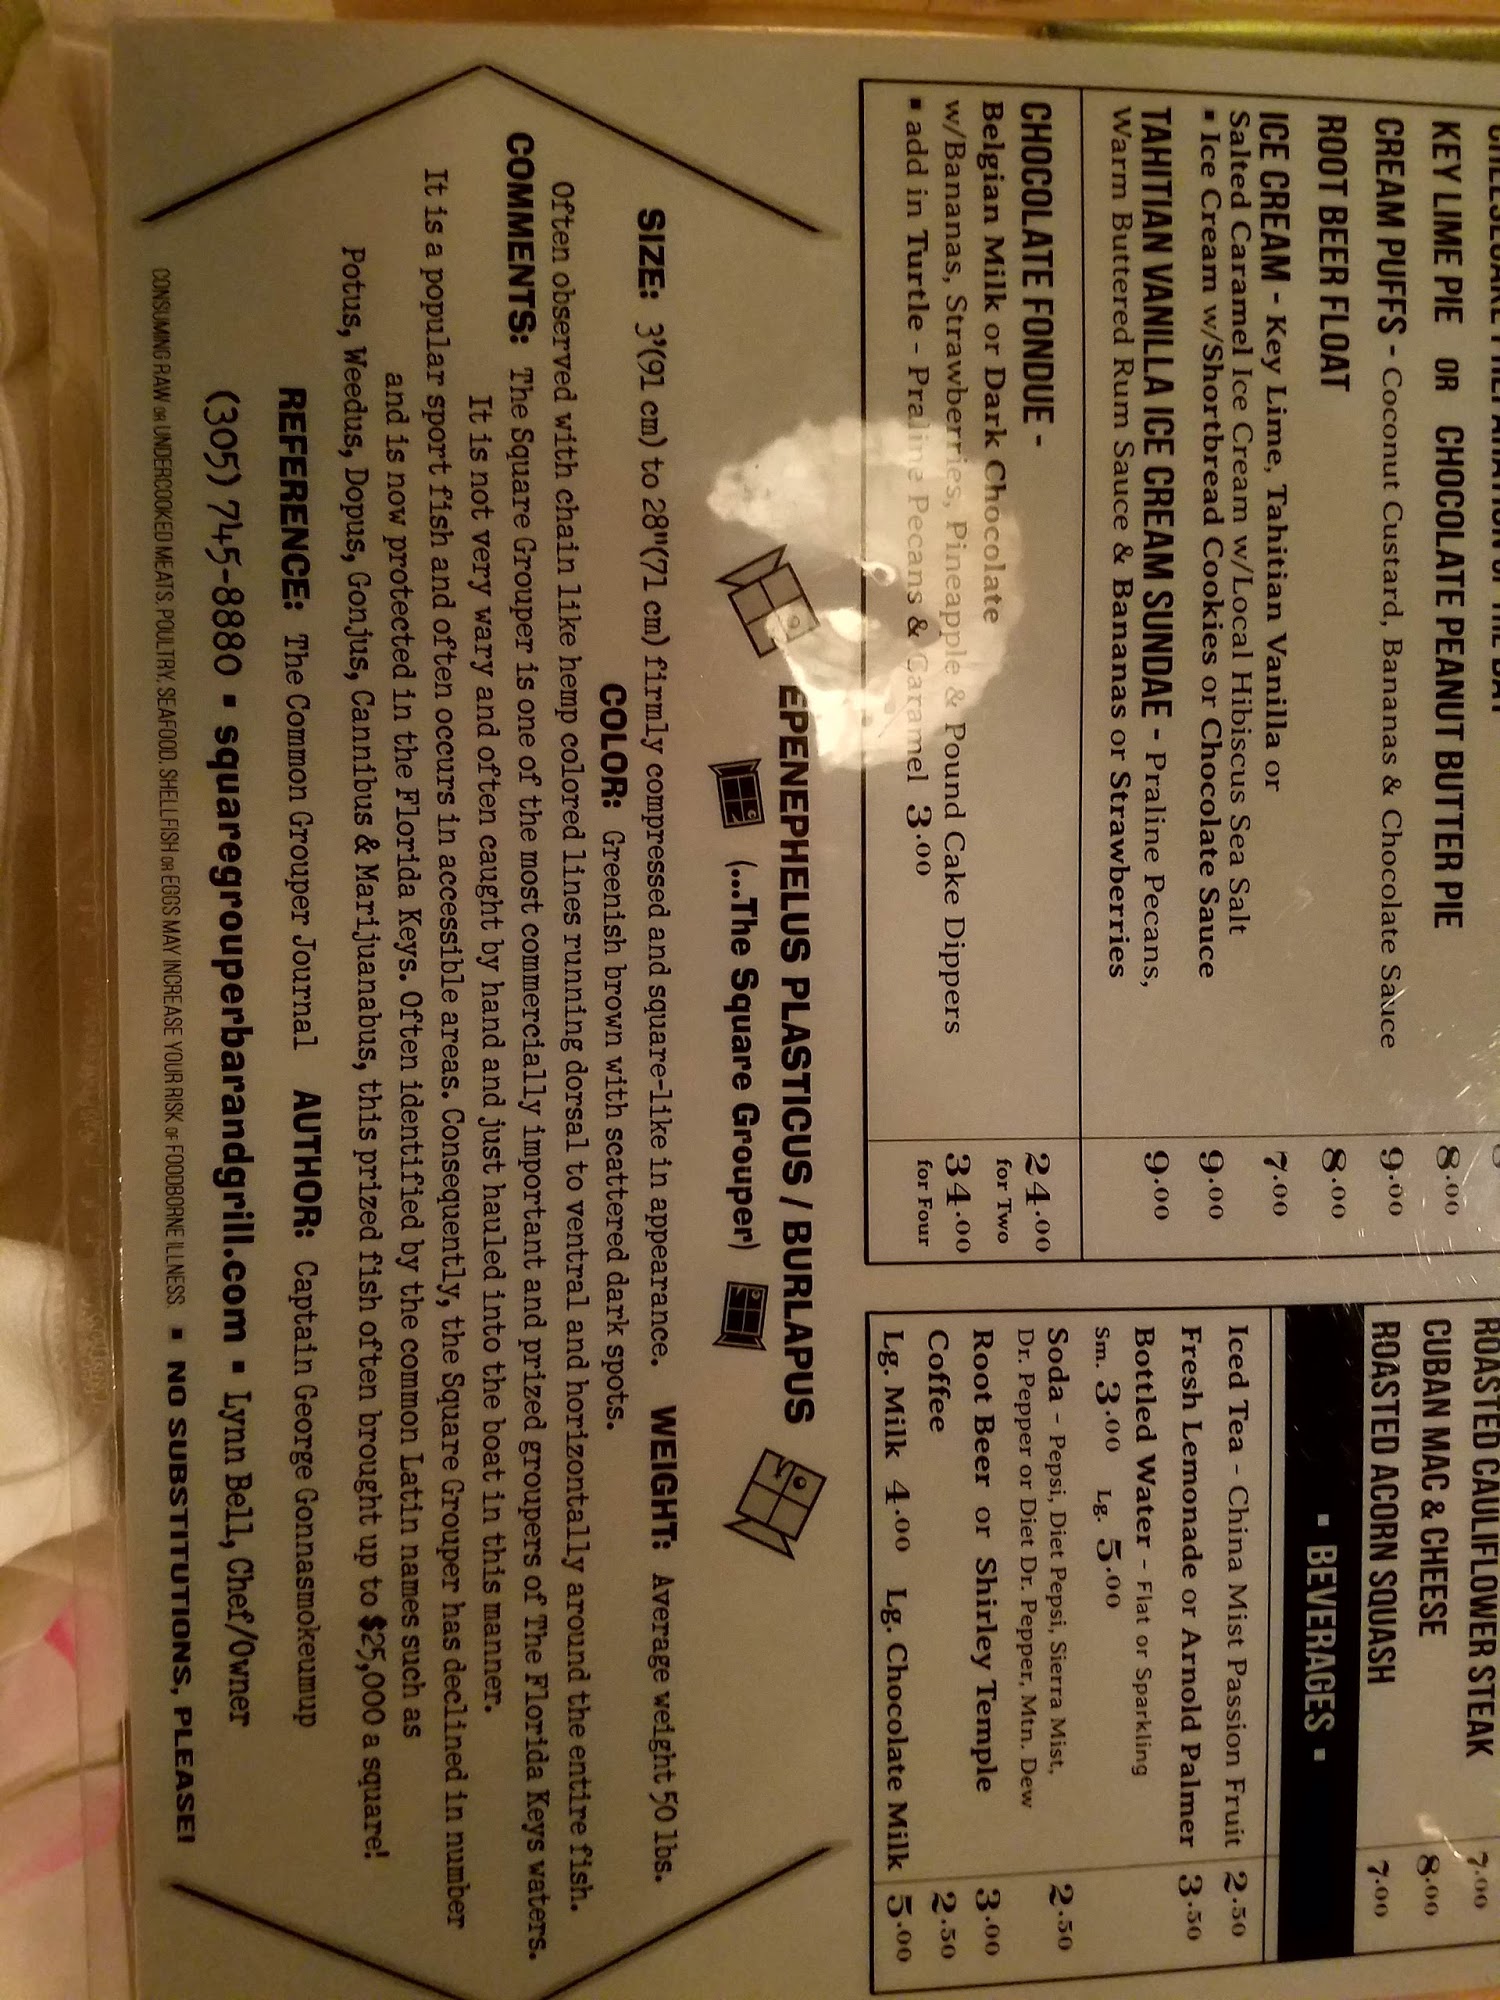 KEY LIME PIE OR CHOCOLATE PEANUT BUTTER PIE 8.00
CREAM PUFFS - Coconut Custard, Bananas & Chocolate Sauce 9.00
ROOT BEER FLOAT 8.00
ICE CREAM - Key Lime, Tahitian Vanilla or 7.00
Salted Caramel Ice Cream w/Local Hibiscus Sea Salt
▪ Ice Cream w/Shortbread Cookies or Chocolate Sauce 9.00
TAHITIAN VANILLA ICE CREAM SUNDAE - Praline Pecans, 9.00
Warm Buttered Rum Sauce & Bananas or Strawberries
CHOCOLATE FONDUE - 24.00
Belgian Milk or Dark Chocolate for Two
w/Bananas, Strawberries, Pineapple & Pound Cake Dippers 34.00
▪ add in Turtle - Praline Pecans & Caramel 3.00 for Four
ROASTED CAULIFLOWER STEAK 7.00
CUBAN MAC & CHEESE 8.00
ROASTED ACORN SQUASH 7.00
▪ BEVERAGES ▪
Iced Tea - China Mist Passion Fruit 2.50
Fresh Lemonade or Arnold Palmer 3.50
Bottled Water - Flat or Sparkling
Sm. 3.00 Lg. 5.00
Soda - Pepsi, Diet Pepsi, Sierra Mist, 2.50
Dr. Pepper or Diet Dr. Pepper, Mtn. Dew
Root Beer or Shirley Temple 3.00
Coffee 2.50
Lg. Milk 4.00 Lg. Chocolate Milk 5.00
EPENEPHELUS PLASTICUS / BURLAPUS
(...The Square Grouper)
SIZE: 3'(91 cm) to 28"(71 cm) firmly compressed and square-like in appearance. WEIGHT: Average weight 50 lbs.
COLOR: Greenish brown with scattered dark spots.
Often observed with chain like hemp colored lines running dorsal to ventral and horizontally around the entire fish.
COMMENTS: The Square Grouper is one of the most commercially important and prized groupers of The Florida Keys waters.
It is not very wary and often caught by hand and just hauled into the boat in this manner.
It is a popular sport fish and often occurs in accessible areas. Consequently, the Square Grouper has declined in number
and is now protected in the Florida Keys. Often identified by the common Latin names such as
Potus, Weedus, Dopus, Gonjus, Cannibus & Marijuanabus, this prized fish often brought up to $25,000 a square!
REFERENCE: The Common Grouper Journal AUTHOR: Captain George Gonnasmokeumup
(305) 745-8880 ▪ squaregrouperbarandgrill.com ▪ Lynn Bell, Chef/Owner
CONSUMING RAW OR UNDERCOOKED MEATS, POULTRY, SEAFOOD, SHELLFISH OR EGGS MAY INCREASE YOUR RISK OF FOODBORNE ILLNESS. ▪ NO SUBSTITUTIONS, PLEASE!